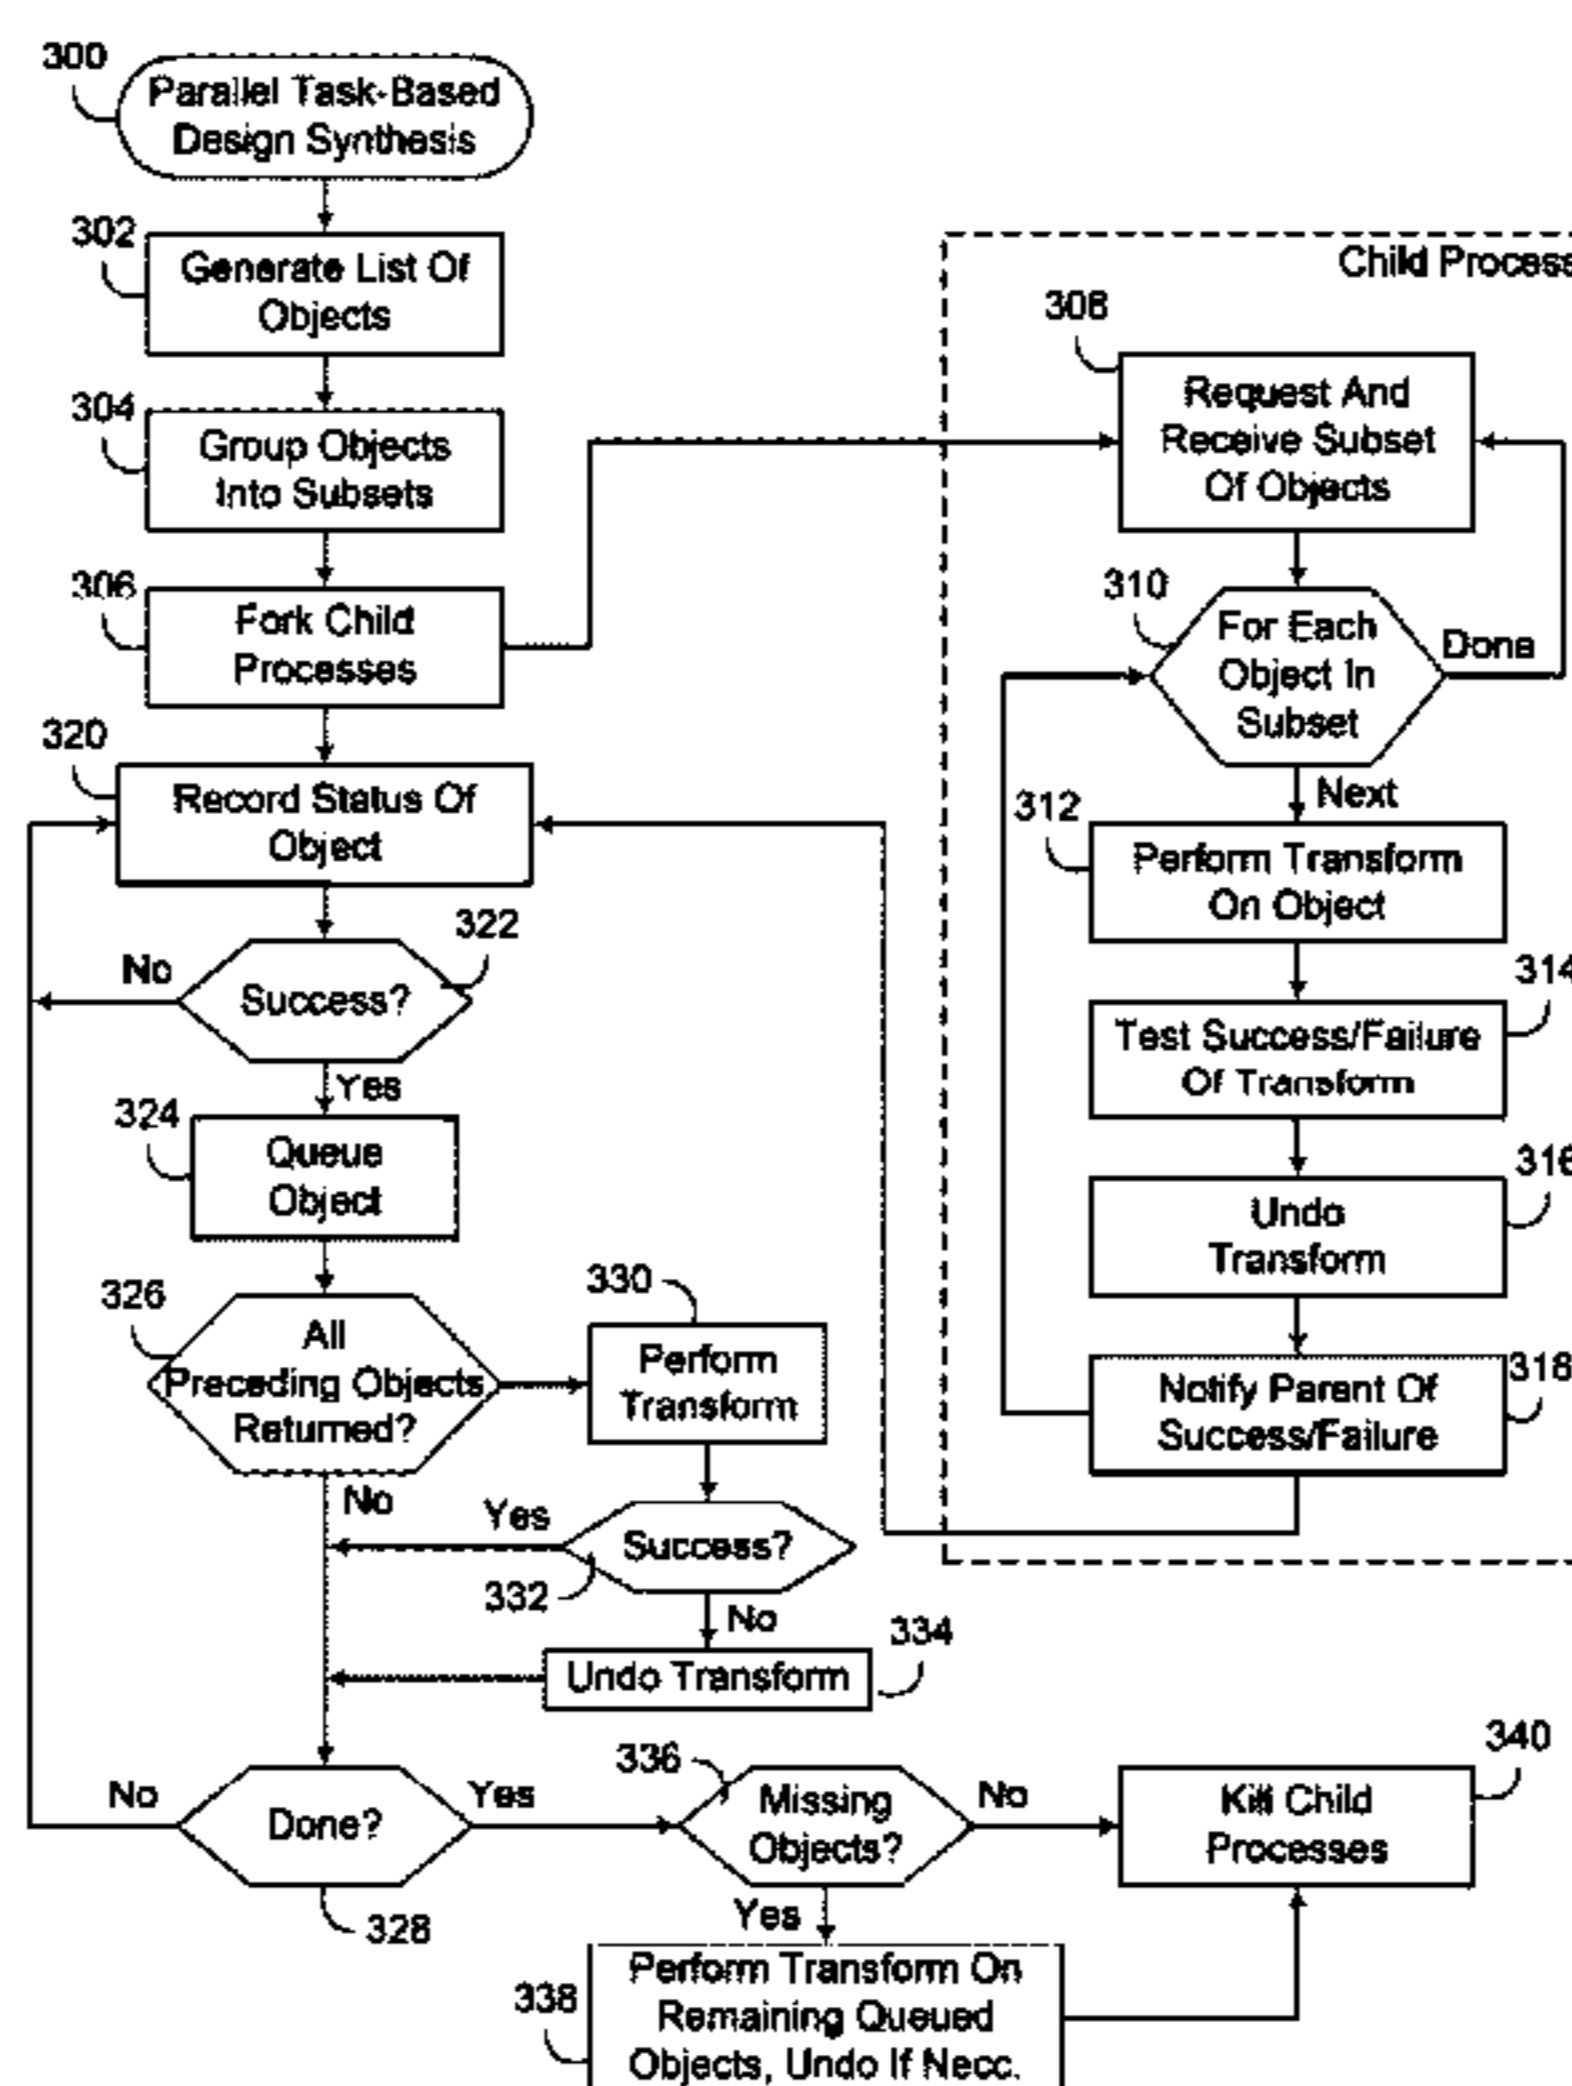 300
Parallel Task-Based
Design Synthesis
302
Generate List Of
Objects
304
Group Objects
Into Subsets
306
Fork Child
Processes
Child Process
308
Request And
Receive Subset
Of Objects
310
For Each
Object In
Subset
Done
Next
312
Perform Transform
On Object
314
Test Success/Failure
Of Transform
316
Undo
Transform
318
Notify Parent Of
Success/Failure
320
Record Status Of
Object
322
No
Success?
Yes
324
Queue
Object
326
All
Preceding Objects
Returned?
No
330
Perform
Transform
Yes
Success?
332
No
334
Undo Transform
No
Done?
Yes
328
336
Missing
Objects?
No
Yes
340
Kill Child
Processes
338
Perform Transform On
Remaining Queued
Objects, Undo If Necc.